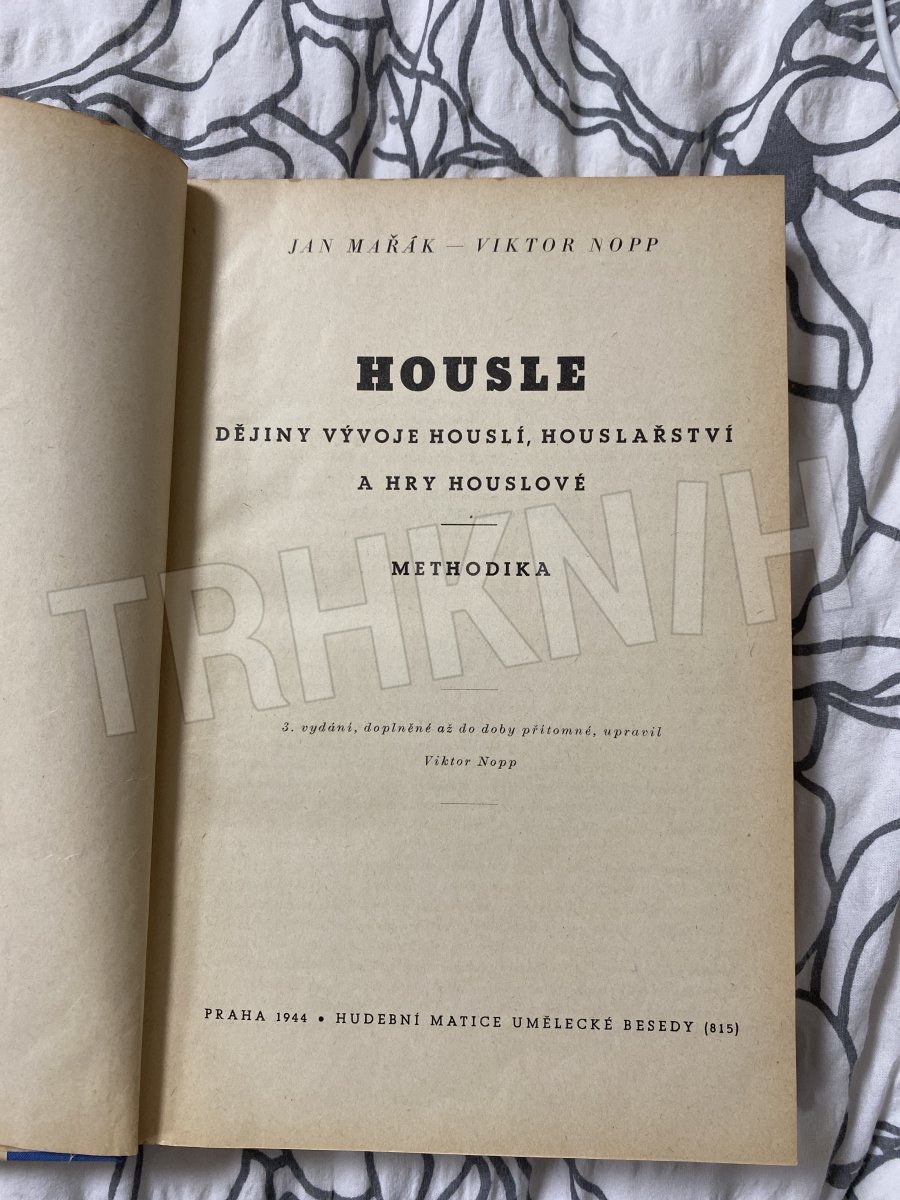 JAN MAŘÁK — VIKTOR NOPP
HOUSLE
DĚJINY VÝVOJE HOUSLÍ, HOUSLAŘSTVÍ
A HRY HOUSLOVÉ
METHODIKA
TRHKNIH
3. vydání, doplněné až do doby přítomné, upravil
Viktor Nopp
PRAHA 1944 • HUDEBNÍ MATICE UMĚLECKÉ BESEDY (815)